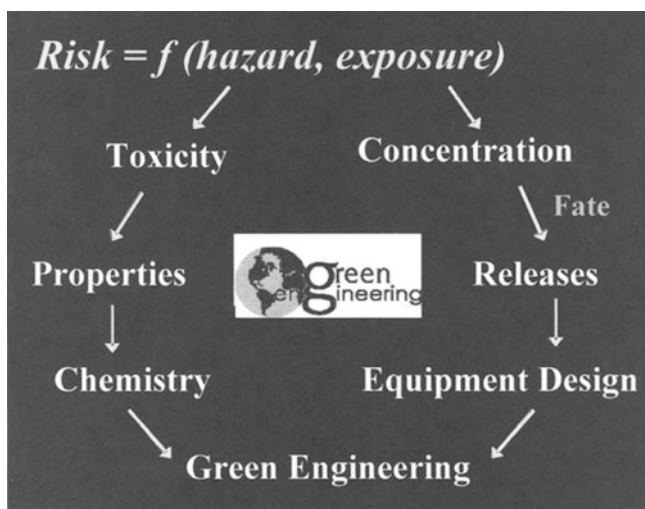 Risk = f (hazard, exposure)
Toxicity
Concentration
Fate
Properties
Releases
green
engineering
Chemistry
Equipment Design
Green Engineering